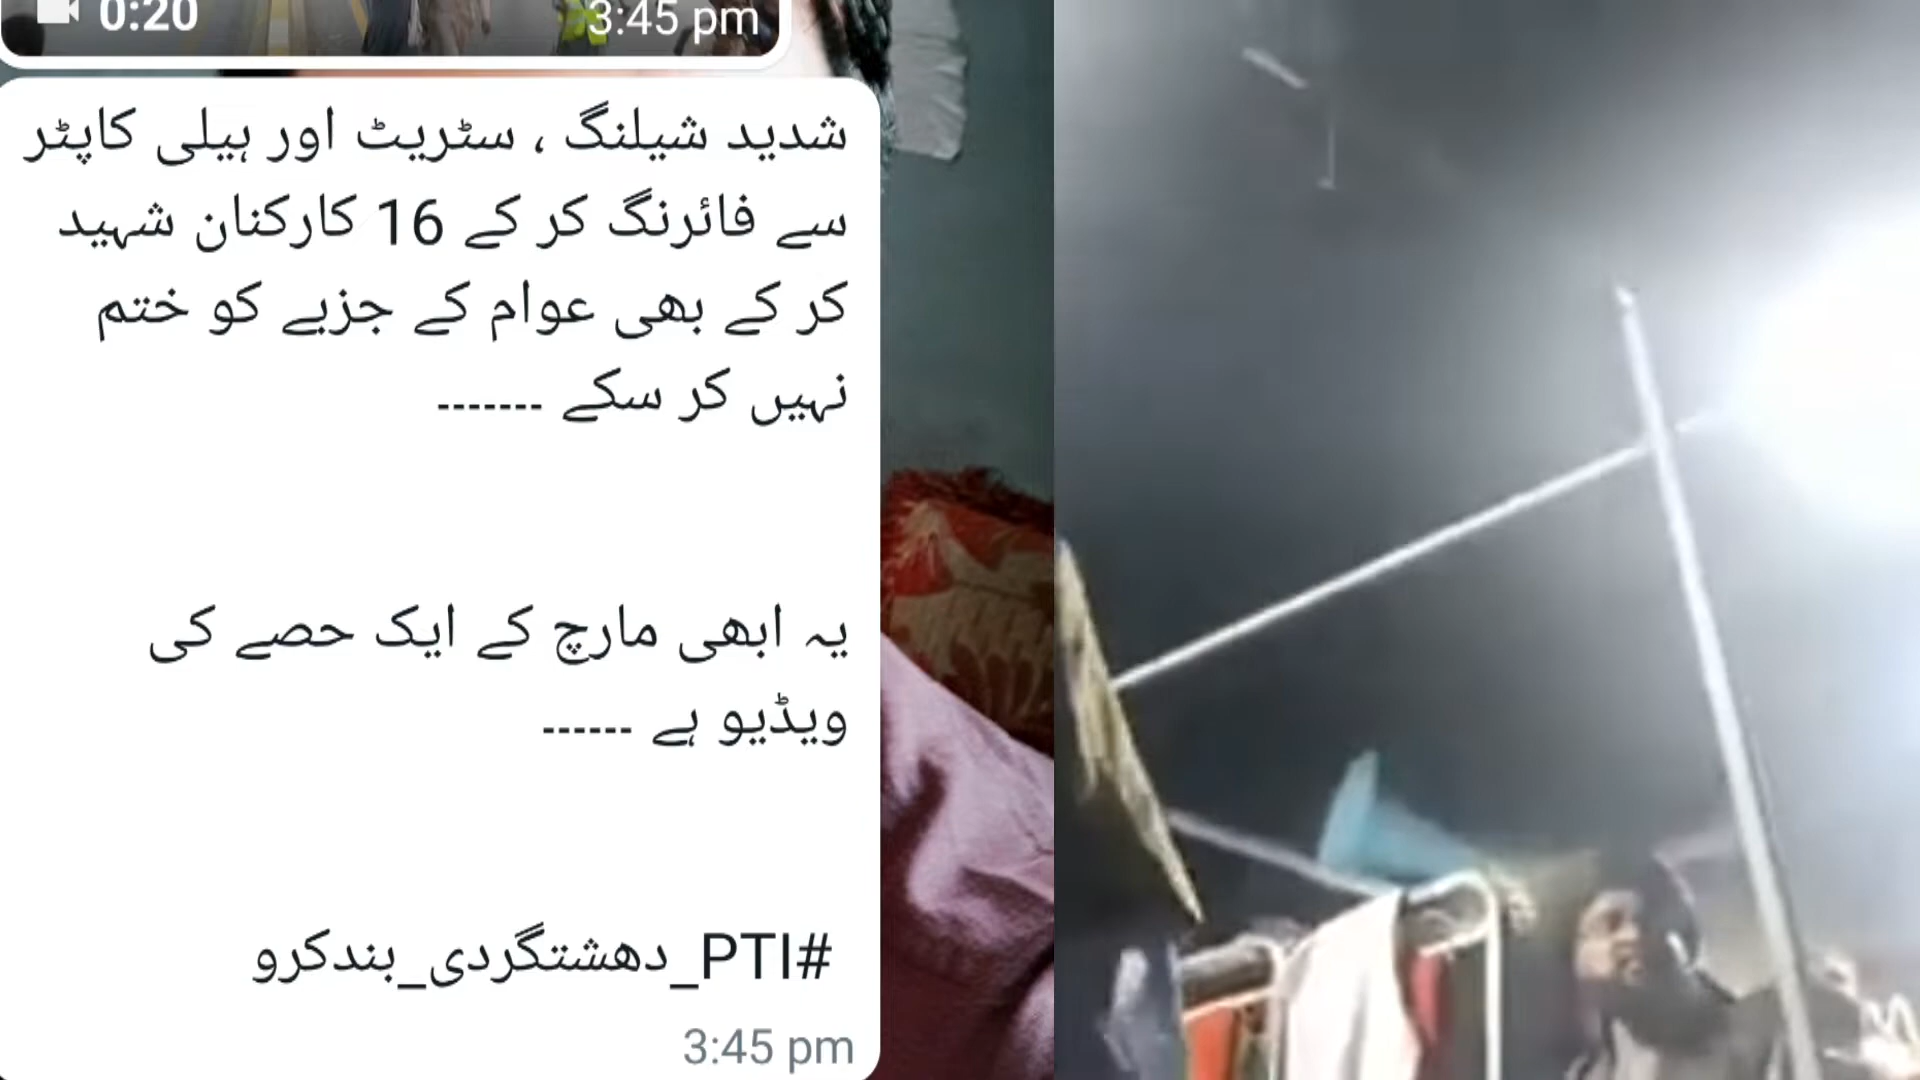 0:20
3:45 pm
شدید شیلنگ ، سٹریٹ اور ہیلی کاپٹر
سے فائرنگ کر کے 16 کارکنان شہید
کر کے بھی عوام کے جزبے کو ختم
نہیں کر سکے -------
یہ ابھی مارچ کے ایک حصے کی
ویڈیو ہے ------
#PTI_دھشتگردی_بندکرو
3:45 pm